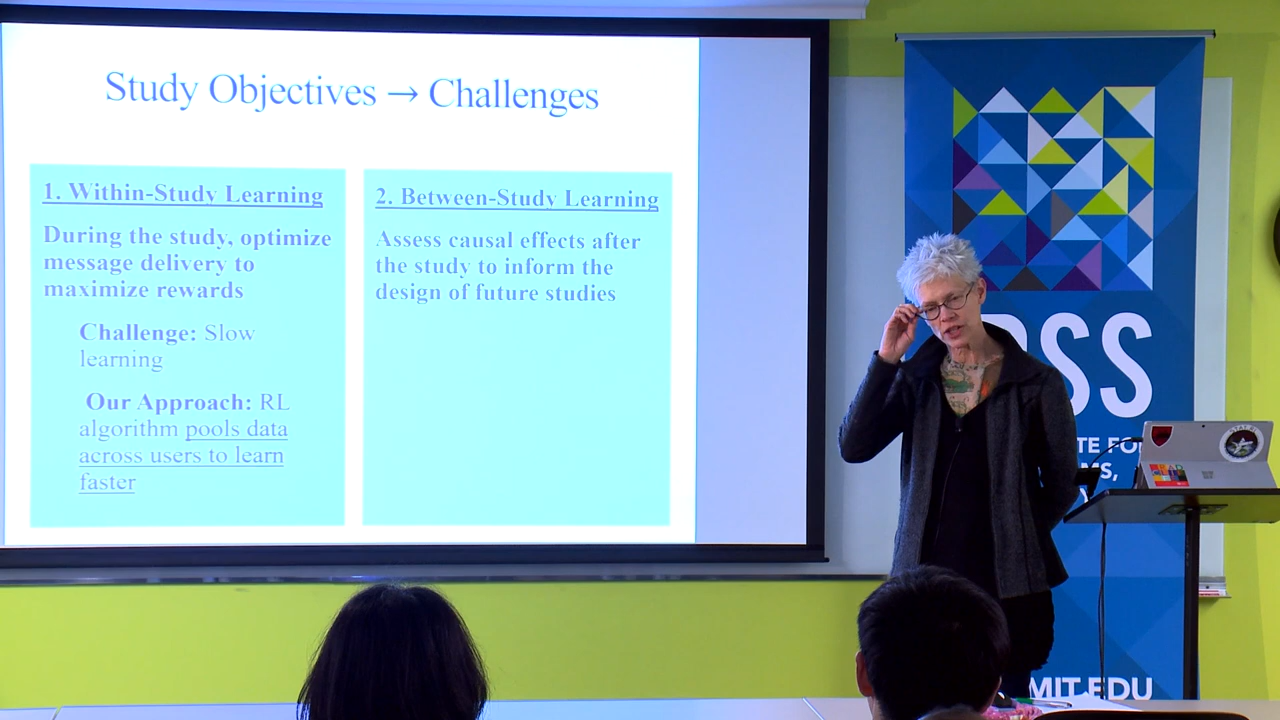 Study Objectives → Challenges
1. Within-Study Learning
During the study, optimize
message delivery to
maximize rewards
Challenge: Slow
learning
Our Approach: RL
algorithm pools data
across users to learn
faster
2. Between-Study Learning
Assess causal effects after
the study to inform the
design of future studies
SS
MIT.EDU